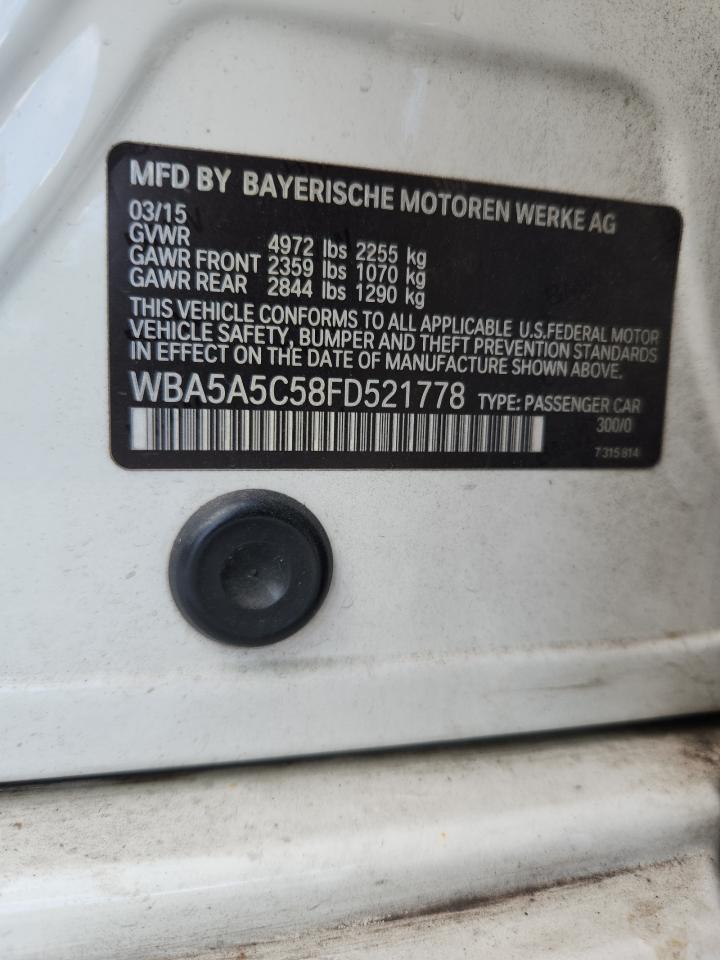 MFD BY BAYERISCHE MOTOREN WERKE AG
03/15
GVWR 4972 lbs 2255 kg
GAWR FRONT 2359 lbs 1070 kg
GAWR REAR 2844 lbs 1290 kg
THIS VEHICLE CONFORMS TO ALL APPLICABLE U.S.FEDERAL MOTOR
VEHICLE SAFETY, BUMPER AND THEFT PREVENTION STANDARDS
IN EFFECT ON THE DATE OF MANUFACTURE SHOWN ABOVE.
WBA5A5C58FD521778 TYPE: PASSENGER CAR
300/0
7315814